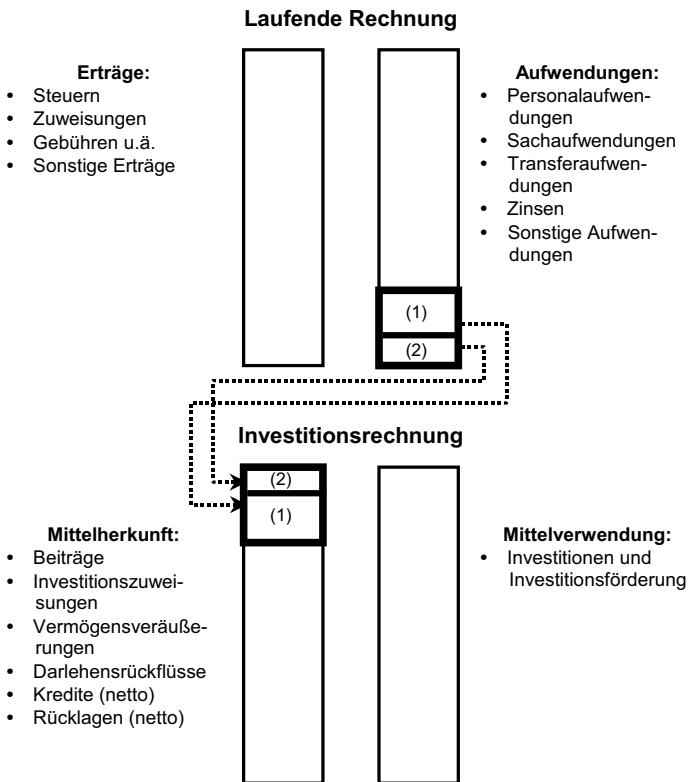 Laufende Rechnung
Erträge:
• Steuern
• Zuweisungen
• Gebühren u.ä.
• Sonstige Erträge
Aufwendungen:
• Personalaufwen-
dungen
• Sachaufwendungen
• Transferaufwen-
dungen
• Zinsen
• Sonstige Aufwen-
dungen
(1)
(2)
Investitionsrechnung
(2)
(1)
Mittelherkunft:
• Beiträge
• Investitionszuwei-
sungen
• Vermögensveräuße-
rungen
• Darlehensrückflüsse
• Kredite (netto)
• Rücklagen (netto)
Mittelverwendung:
• Investitionen und
Investitionsförderung